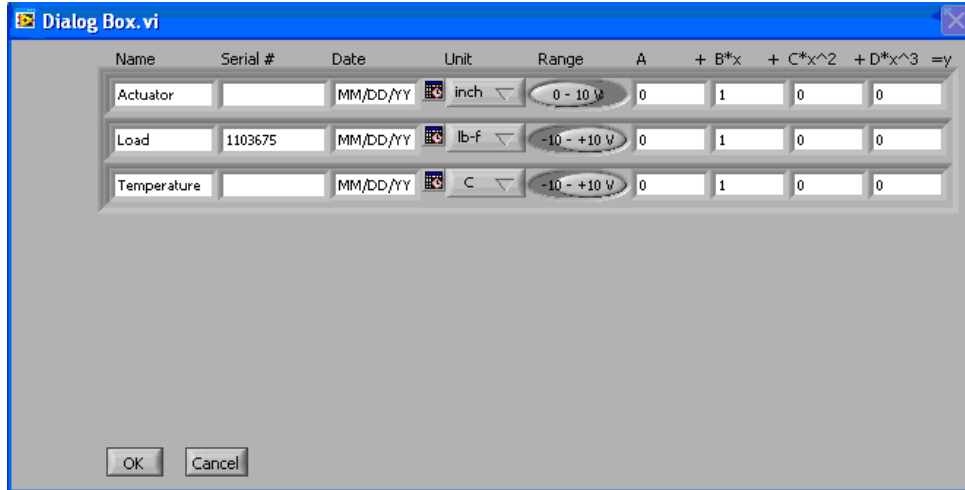 Dialog Box.vi
Name Serial # Date Unit Range A + B*x + C*x^2 + D*x^3 =y
Actuator MM/DD/YY inch 0 - 10 V 0 1 0 0
Load 1103675 MM/DD/YY lb-f -10 - +10 V 0 1 0 0
Temperature MM/DD/YY C -10 - +10 V 0 1 0 0
OK Cancel